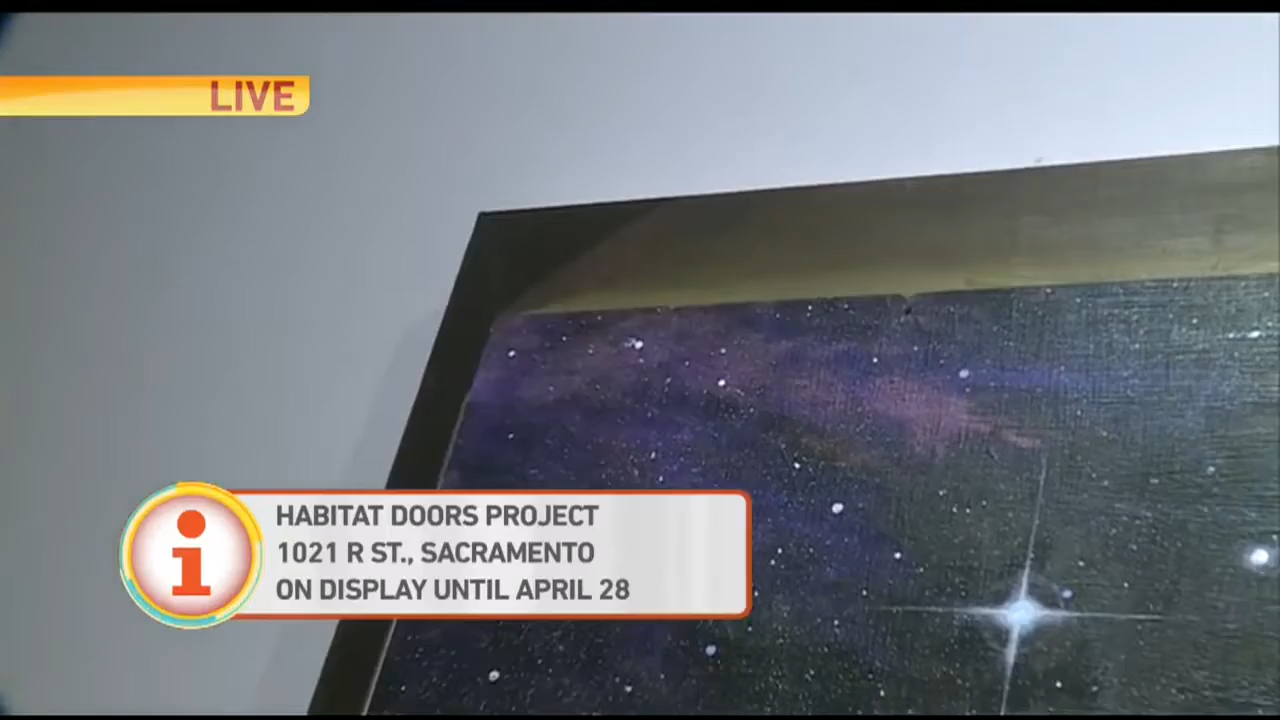 LIVE
HABITAT DOORS PROJECT
1021 R ST., SACRAMENTO
ON DISPLAY UNTIL APRIL 28